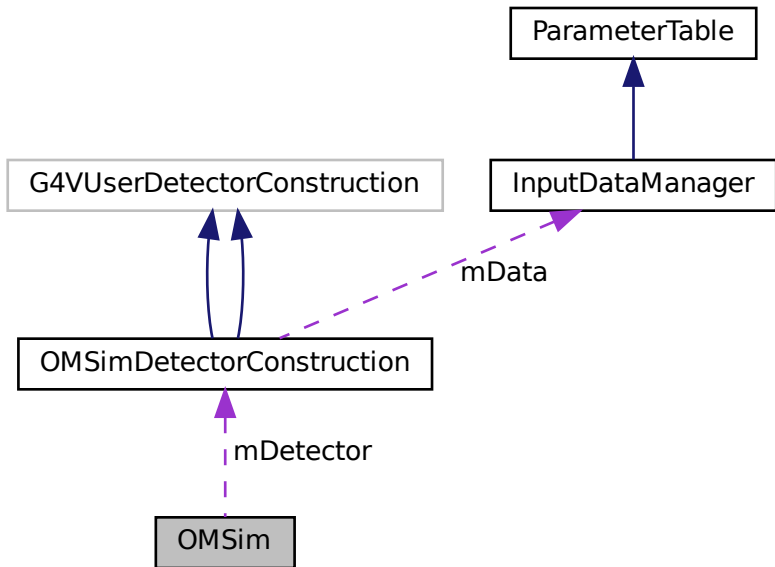 ParameterTable
G4VUserDetectorConstruction
InputDataManager
mData
OMSimDetectorConstruction
mDetector
OMSim